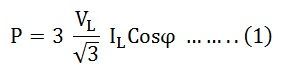 P = 3 V_L/√3 I_L Cosφ … … . . (1)